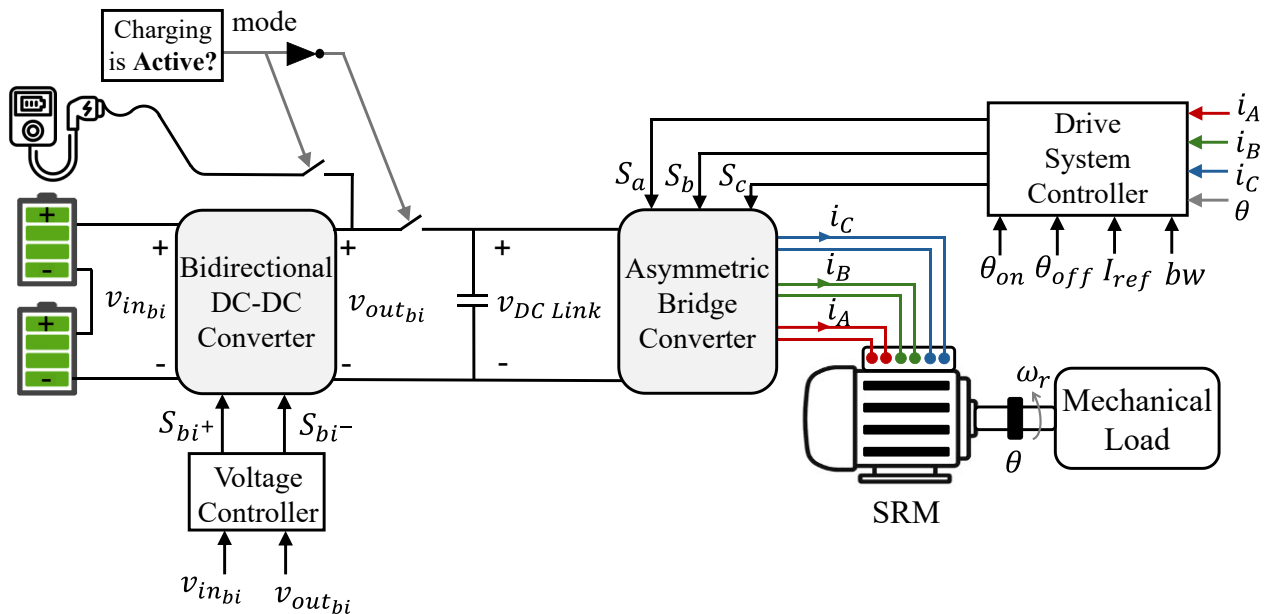 Charging
is Active?
mode
Drive
System
Controller
i_A
i_B
i_C
θ
θ_on
θ_off
I_ref
bw
S_a
S_b
S_c
+
-
+
-
+
-
v_in_bi
Bidirectional
DC-DC
Converter
+
-
v_out_bi
+
-
v_DC Link
Asymmetric
Bridge
Converter
i_C
i_B
i_A
ω_r
θ
Mechanical
Load
SRM
S_bi+
S_bi-
Voltage
Controller
v_in_bi
v_out_bi